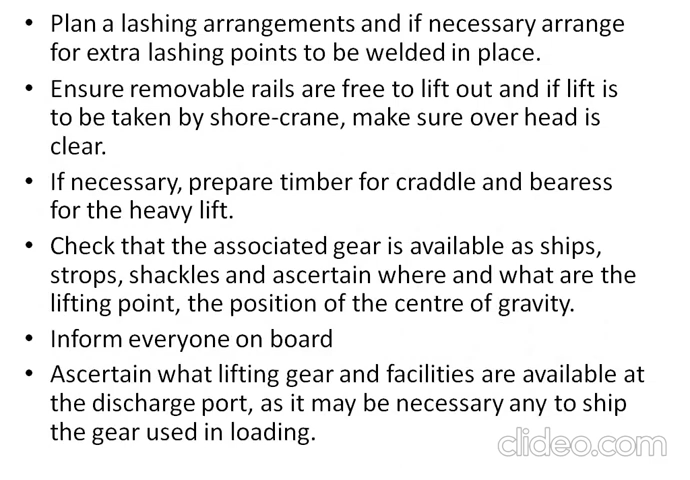 • Plan a lashing arrangements and if necessary arrange
for extra lashing points to be welded in place.
• Ensure removable rails are free to lift out and if lift is
to be taken by shore-crane, make sure over head is
clear.
• If necessary, prepare timber for craddle and bearess
for the heavy lift.
• Check that the associated gear is available as ships,
strops, shackles and ascertain where and what are the
lifting point, the position of the centre of gravity.
• Inform everyone on board
• Ascertain what lifting gear and facilities are available at
the discharge port, as it may be necessary any to ship
the gear used in loading.
clideo.com